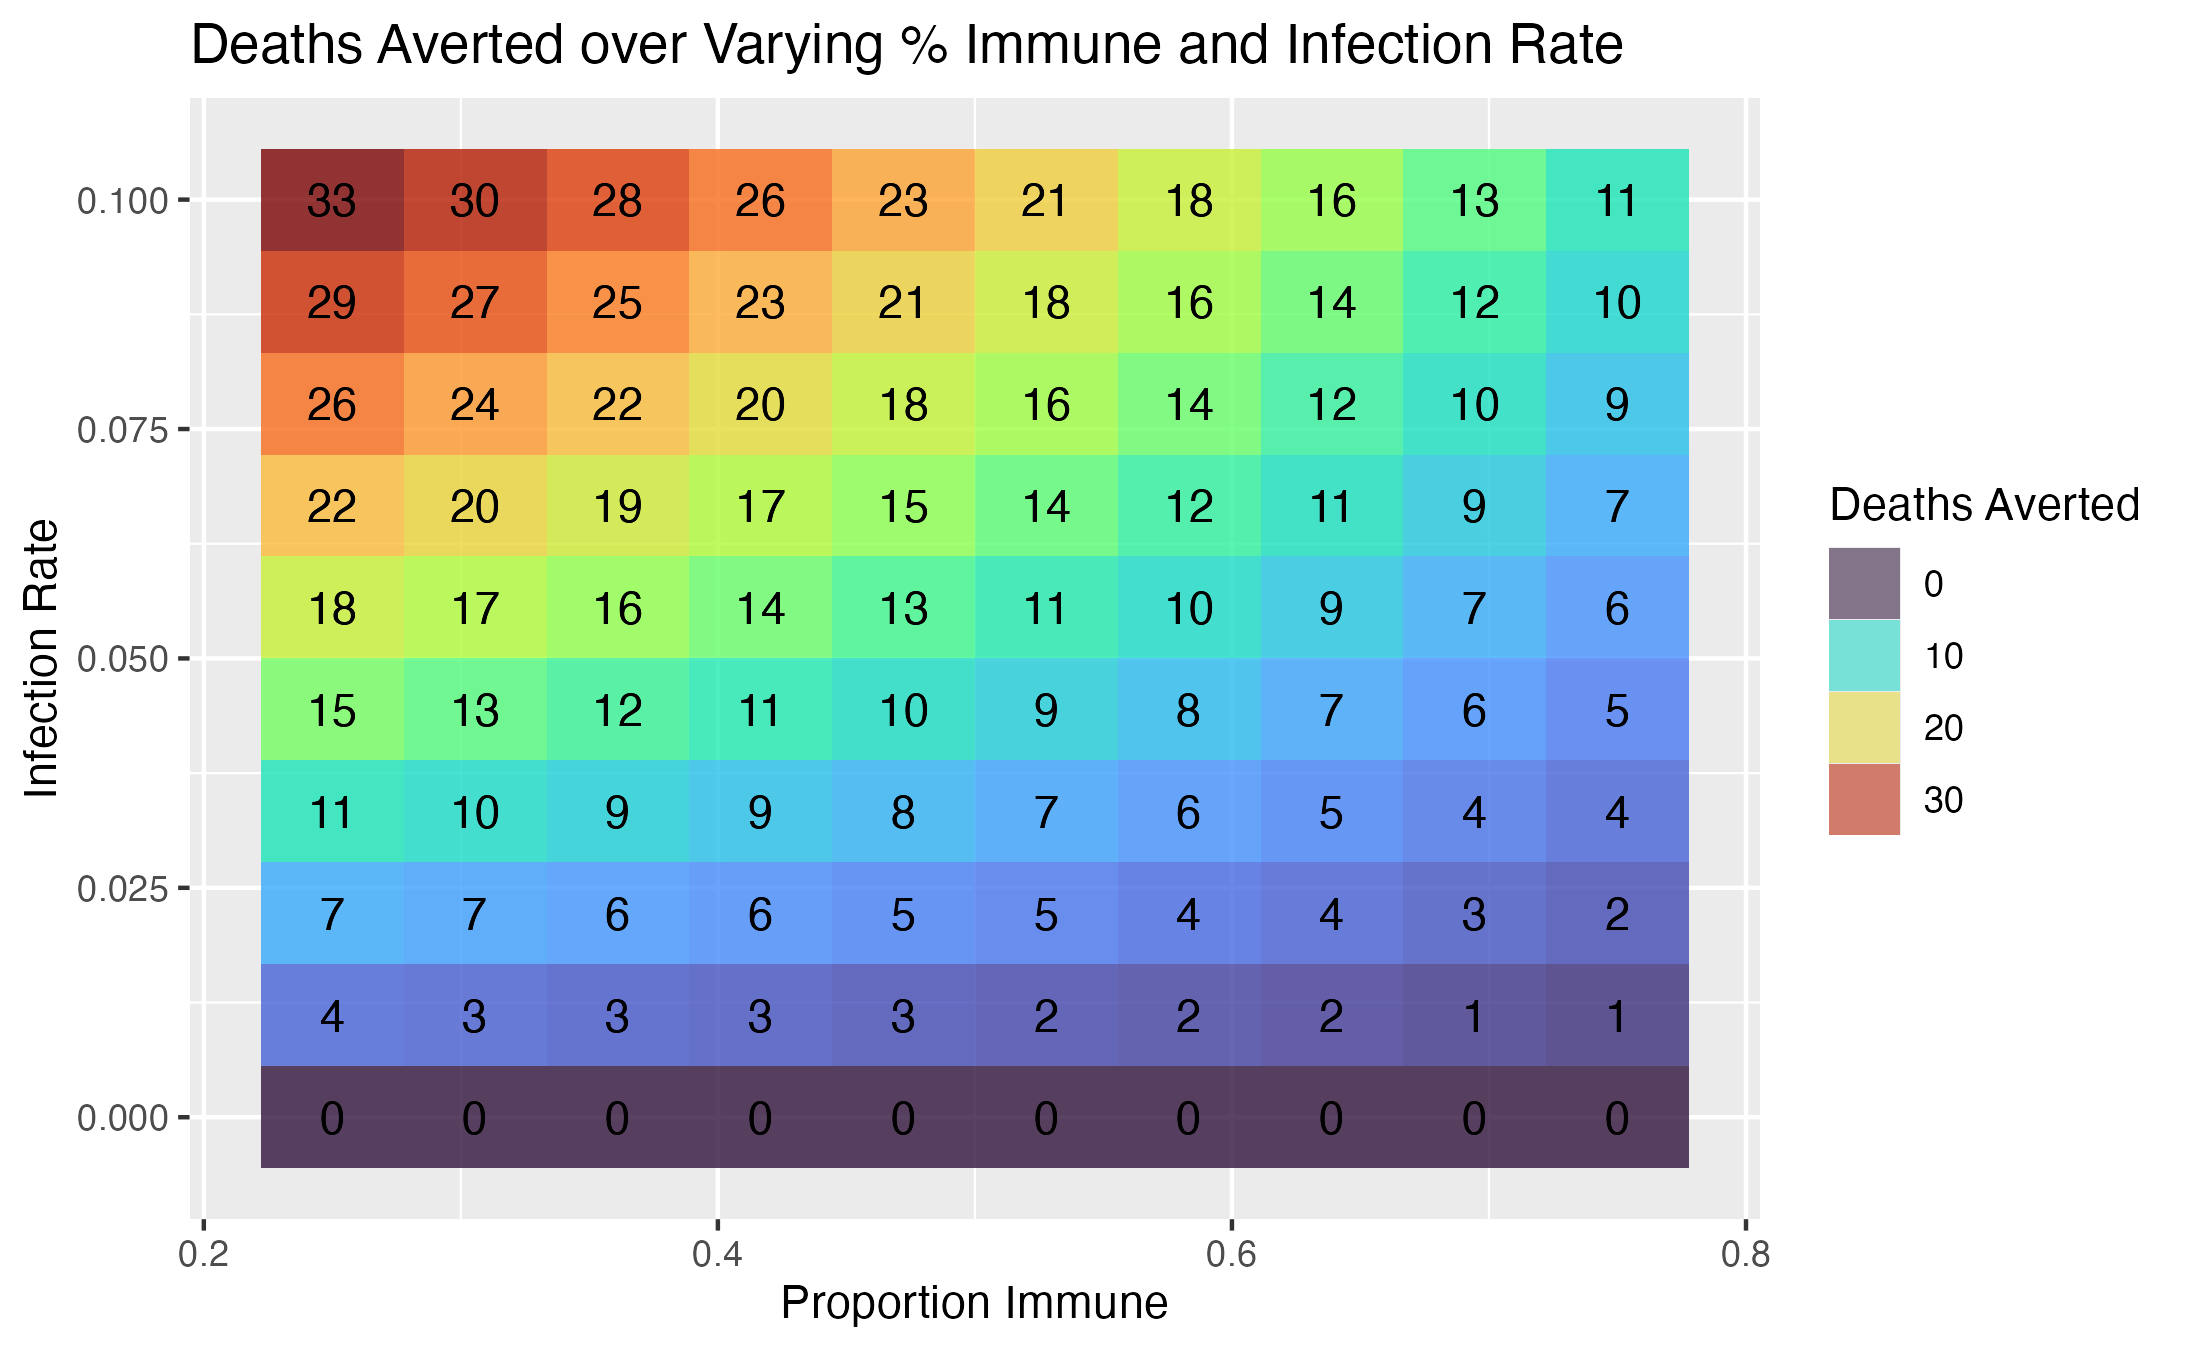 Deaths Averted over Varying % Immune and Infection Rate
0.100 33 30 28 26 23 21 18 16 13 11
29 27 25 23 21 18 16 14 12 10
0.075 26 24 22 20 18 16 14 12 10 9
22 20 19 17 15 14 12 11 9 7
18 17 16 14 13 11 10 9 7 6
0.050
15 13 12 11 10 9 8 7 6 5
11 10 9 9 8 7 6 5 4 4
0.025
7 7 6 6 5 5 4 4 3 2
4 3 3 3 3 2 2 2 1 1
0.000 0 0 0 0 0 0 0 0 0 0
0.2 0.4 0.6 0.8
Proportion Immune
Infection Rate
Deaths Averted
0
10
20
30